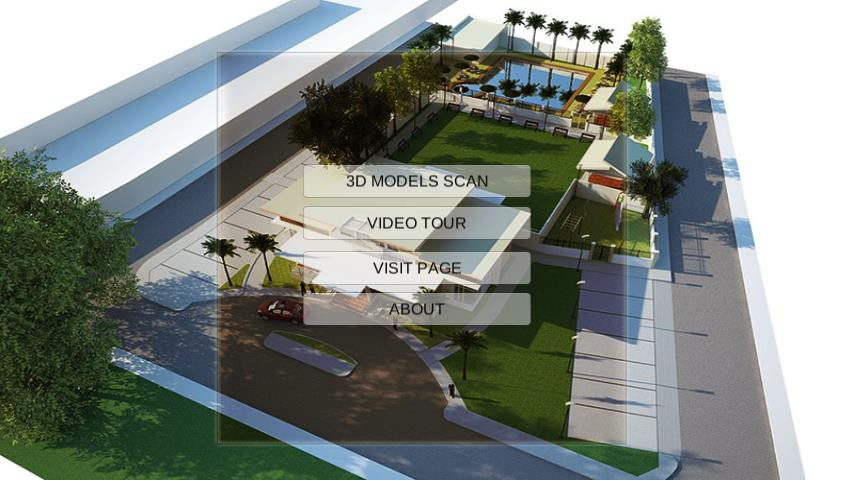 3D MODELS SCAN
VIDEO TOUR
VISIT PAGE
ABOUT